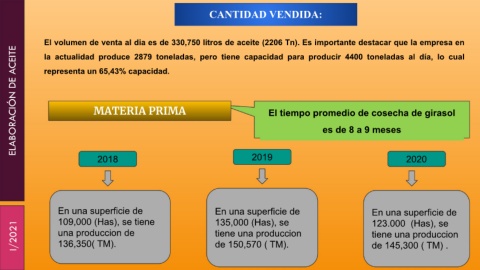 CANTIDAD VENDIDA:
El volumen de venta al dia es de 330,750 litros de aceite (2206 Tn). Es importante destacar que la empresa en
la actualidad produce 2879 toneladas, pero tiene capacidad para producir 4400 toneladas al día, lo cual
representa un 65,43% capacidad.
MATERIA PRIMA
El tiempo promedio de cosecha de girasol
es de 8 a 9 meses
2018
2019
2020
En una superficie de
109,000 (Has), se tiene
una produccion de
136,350( TM).
En una superficie de
135,000 (Has), se
tiene una produccion
de 150,570 ( TM).
En una superficie de
123.000 (Has), se
tiene una produccion
de 145,300 ( TM) .
ELABORACIÓN DE ACEITE
I/2021